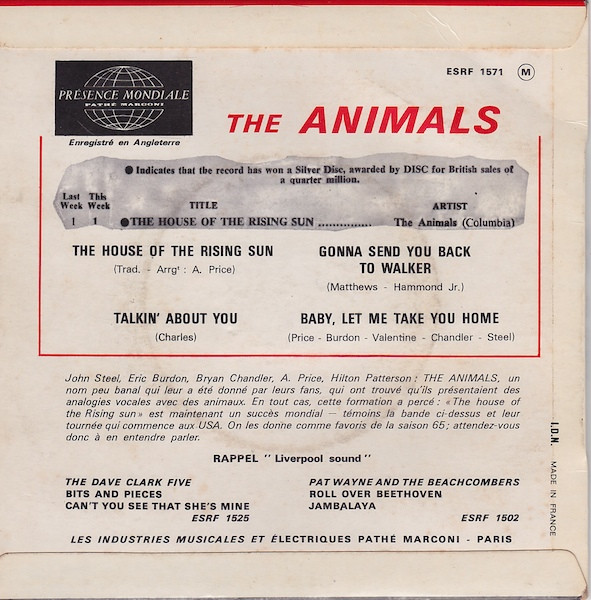 ESRF 1571 M
PRÉSENCE MONDIALE
PATHÉ MARCONI
Enregistré en Angleterre
THE ANIMALS
● Indicates that the record has won a Silver Disc, awarded by DISC for British sales of
a quarter million.
Last This
Week Week TITLE ARTIST
1 1 ●THE HOUSE OF THE RISING SUN ............... The Animals (Columbia)
THE HOUSE OF THE RISING SUN
(Trad. - Arrgt : A. Price)
GONNA SEND YOU BACK
TO WALKER
(Matthews - Hammond Jr.)
TALKIN' ABOUT YOU
(Charles)
BABY, LET ME TAKE YOU HOME
(Price - Burdon - Valentine - Chandler - Steel)
John Steel, Eric Burdon, Bryan Chandler, A. Price, Hilton Patterson : THE ANIMALS, un
nom peu banal qui leur a été donné par leurs fans, qui ont trouvé qu'ils présentaient des
analogies vocales avec des animaux. En tout cas, cette formation a percé : « The house of
the Rising sun » est maintenant un succès mondial — témoins la bande ci-dessus et leur
tournée qui commence aux USA. On les donne comme favoris de la saison 65 ; attendez-vous
donc à en entendre parler.
RAPPEL " Liverpool sound "
THE DAVE CLARK FIVE
BITS AND PIECES
CAN'T YOU SEE THAT SHE'S MINE
ESRF 1525
PAT WAYNE AND THE BEACHCOMBERS
ROLL OVER BEETHOVEN
JAMBALAYA
ESRF 1502
LES INDUSTRIES MUSICALES ET ÉLECTRIQUES PATHÉ MARCONI - PARIS
I.D.N. MADE IN FRANCE